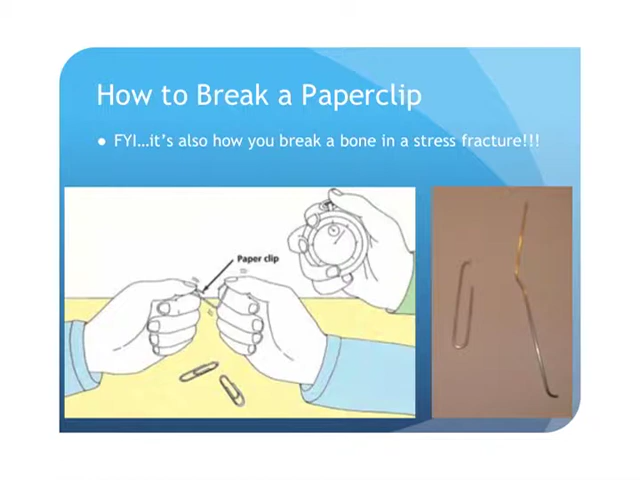 How to Break a Paperclip
● FYI...it's also how you break a bone in a stress fracture!!!
Paper clip